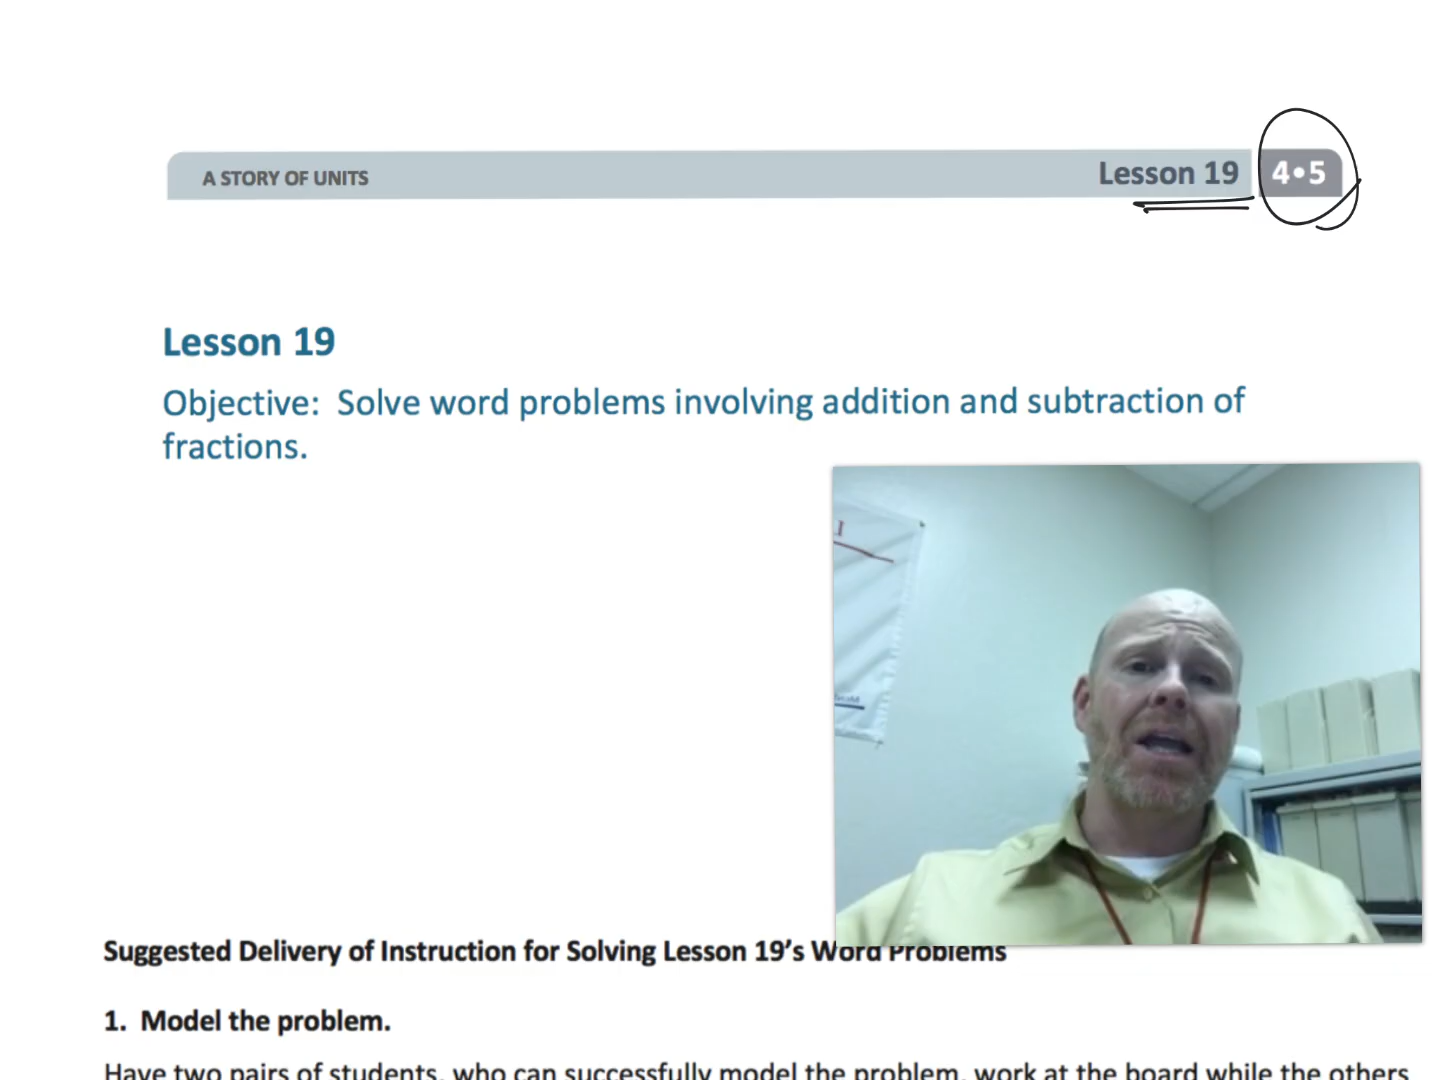 A STORY OF UNITS
Lesson 19
4•5
Lesson 19
Objective: Solve word problems involving addition and subtraction of
fractions.
Suggested Delivery of Instruction for Solving Lesson 19's Word Problems
1. Model the problem.
Have two pairs of students, who can successfully model the problem, work at the board while the others